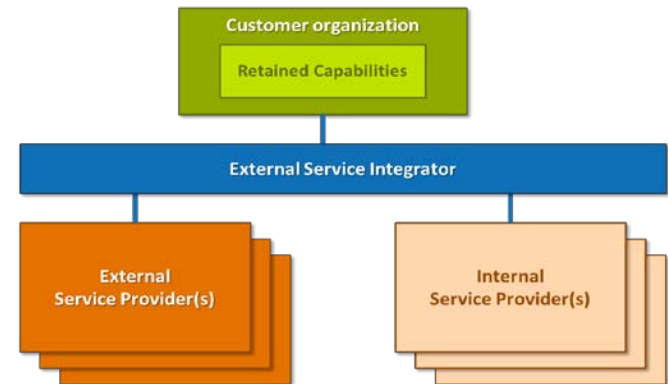 Customer organization
Retained Capabilities
External Service Integrator
External
Service Provider(s)
Internal
Service Provider(s)